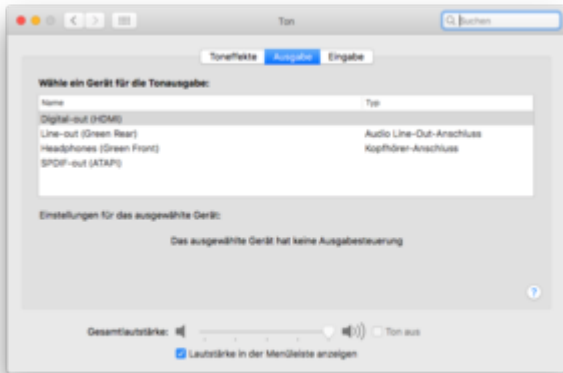 Ton
Suchen
Toneffekte Ausgabe Eingabe
Wähle ein Gerät für die Tonausgabe:
Name Typ
Digital-out (HDMI)
Line-out (Green Rear) Audio Line-Out-Anschluss
Headphones (Green Front) Kopfhörer-Anschluss
SPDIF-out (ATAPI)
Einstellungen für das ausgewählte Gerät:
Das ausgewählte Gerät hat keine Ausgabesteuerung
?
Gesamtlautstärke: Ton aus
Lautstärke in der Menüleiste anzeigen